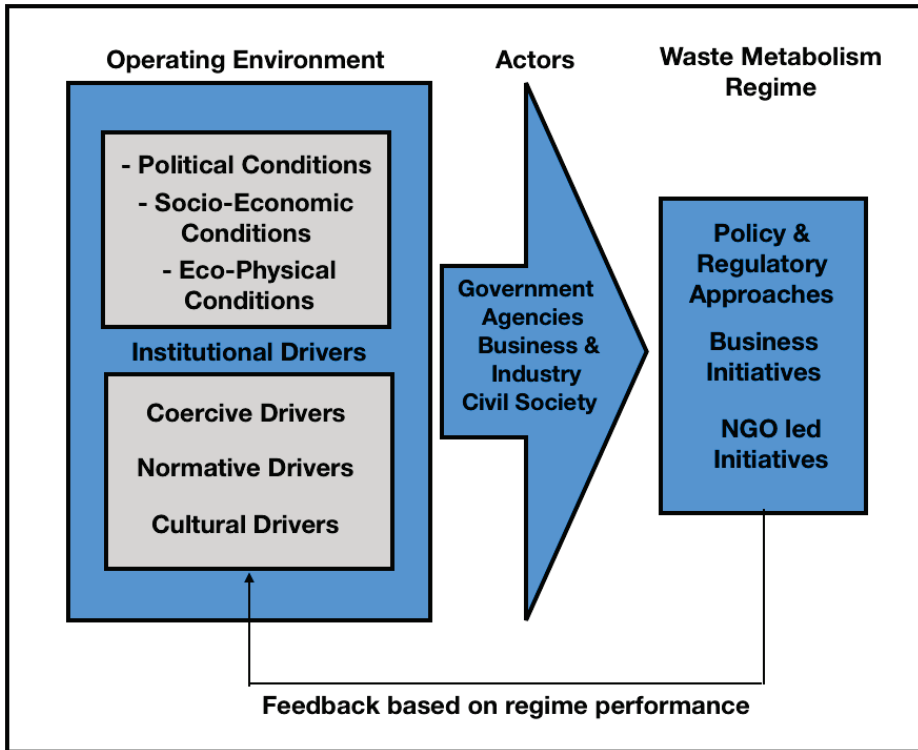 Operating Environment
- Political Conditions
- Socio-Economic
Conditions
- Eco-Physical
Conditions
Institutional Drivers
Coercive Drivers
Normative Drivers
Cultural Drivers
Actors
Government
Agencies
Business &
Industry
Civil Society
Waste Metabolism
Regime
Policy &
Regulatory
Approaches
Business
Initiatives
NGO led
Initiatives
Feedback based on regime performance